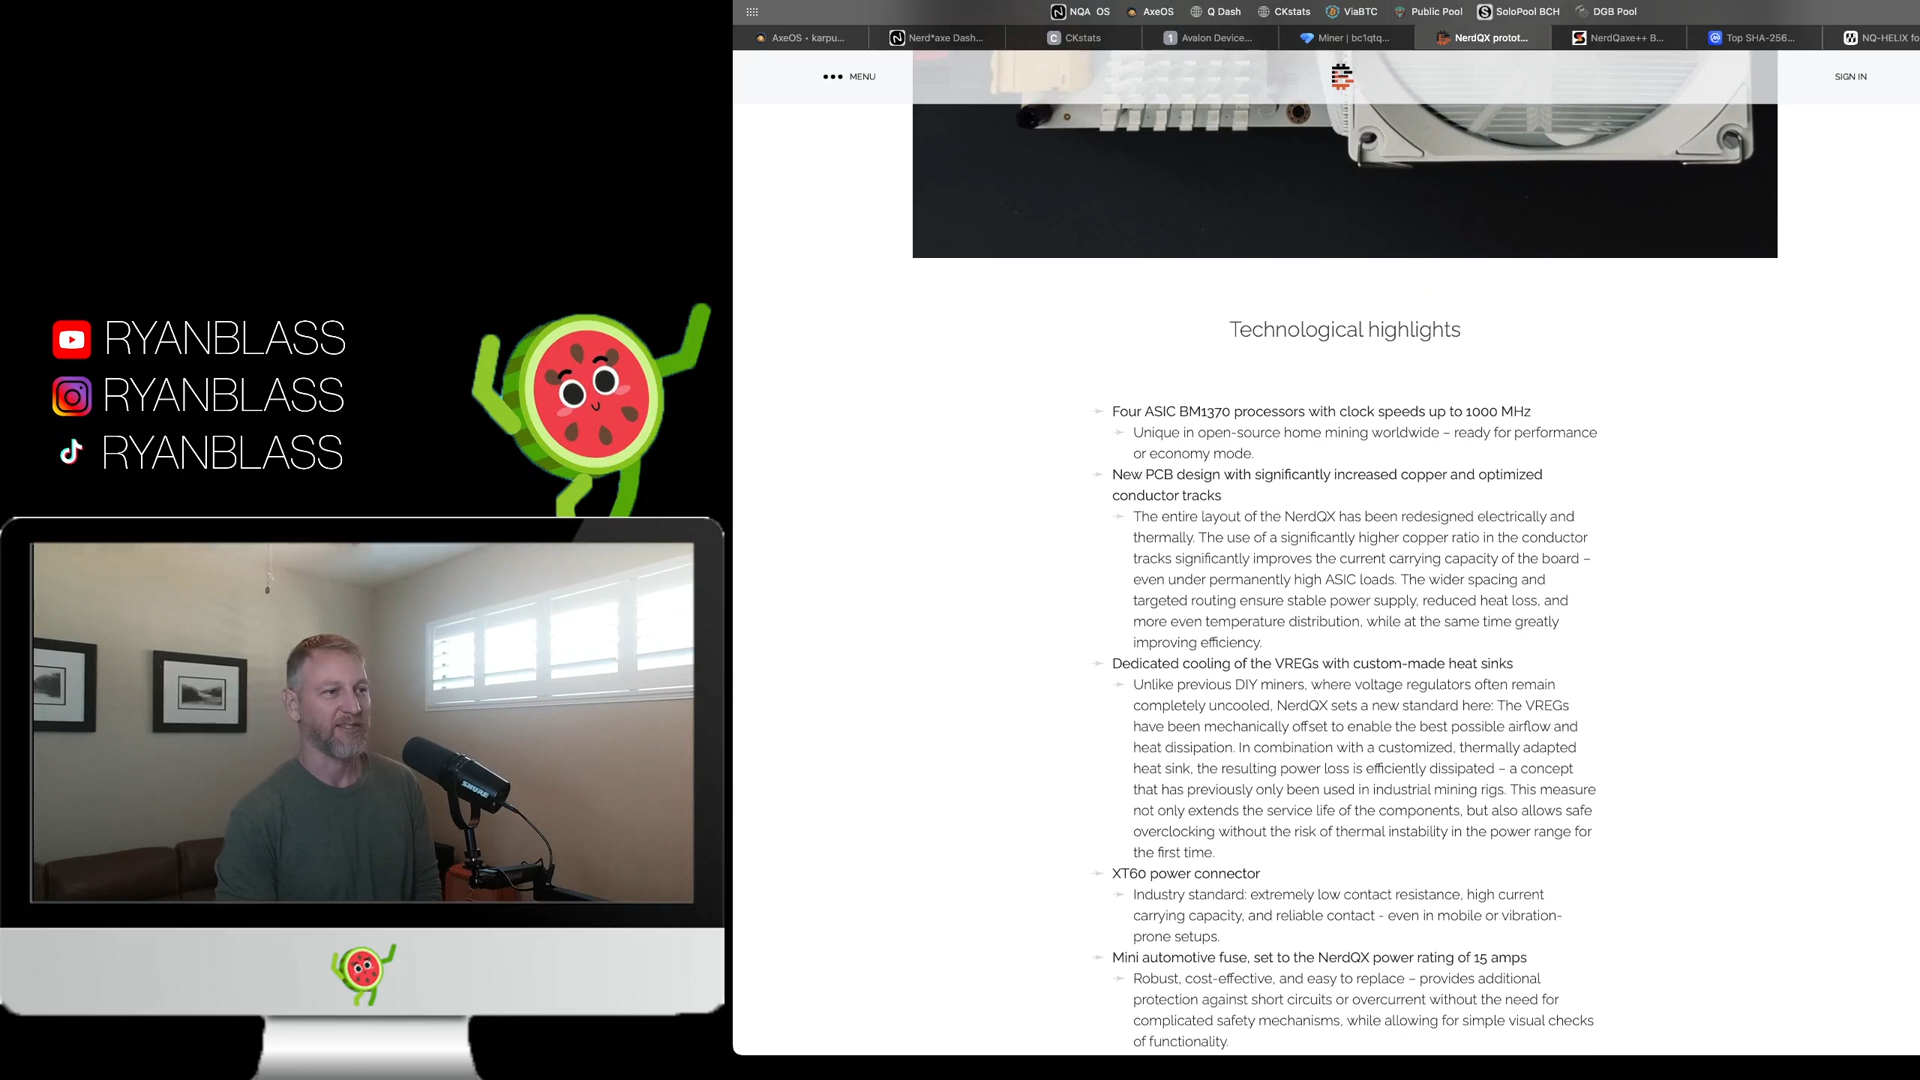 NQA OS
AxeOS
Q Dash
CKstats
ViaBTC
Public Pool
SoloPool BCH
DGB Pool
AxeOS • karpu...
Nerd*axe Dash...
C CKstats
1 Avalon Device...
Miner | bc1qtq...
NerdQX protot...
NerdQaxe++ B...
Top SHA-256...
NQ-HELIX fo
MENU
SIGN IN
RYANBLASS
RYANBLASS
RYANBLASS
SHURE
Technological highlights
Four ASIC BM1370 processors with clock speeds up to 1000 MHz
Unique in open-source home mining worldwide – ready for performance
or economy mode.
New PCB design with significantly increased copper and optimized
conductor tracks
The entire layout of the NerdQX has been redesigned electrically and
thermally. The use of a significantly higher copper ratio in the conductor
tracks significantly improves the current carrying capacity of the board –
even under permanently high ASIC loads. The wider spacing and
targeted routing ensure stable power supply, reduced heat loss, and
more even temperature distribution, while at the same time greatly
improving efficiency.
Dedicated cooling of the VREGs with custom-made heat sinks
Unlike previous DIY miners, where voltage regulators often remain
completely uncooled, NerdQX sets a new standard here: The VREGs
have been mechanically offset to enable the best possible airflow and
heat dissipation. In combination with a customized, thermally adapted
heat sink, the resulting power loss is efficiently dissipated – a concept
that has previously only been used in industrial mining rigs. This measure
not only extends the service life of the components, but also allows safe
overclocking without the risk of thermal instability in the power range for
the first time.
XT60 power connector
Industry standard: extremely low contact resistance, high current
carrying capacity, and reliable contact - even in mobile or vibration-
prone setups.
Mini automotive fuse, set to the NerdQX power rating of 15 amps
Robust, cost-effective, and easy to replace – provides additional
protection against short circuits or overcurrent without the need for
complicated safety mechanisms, while allowing for simple visual checks
of functionality.